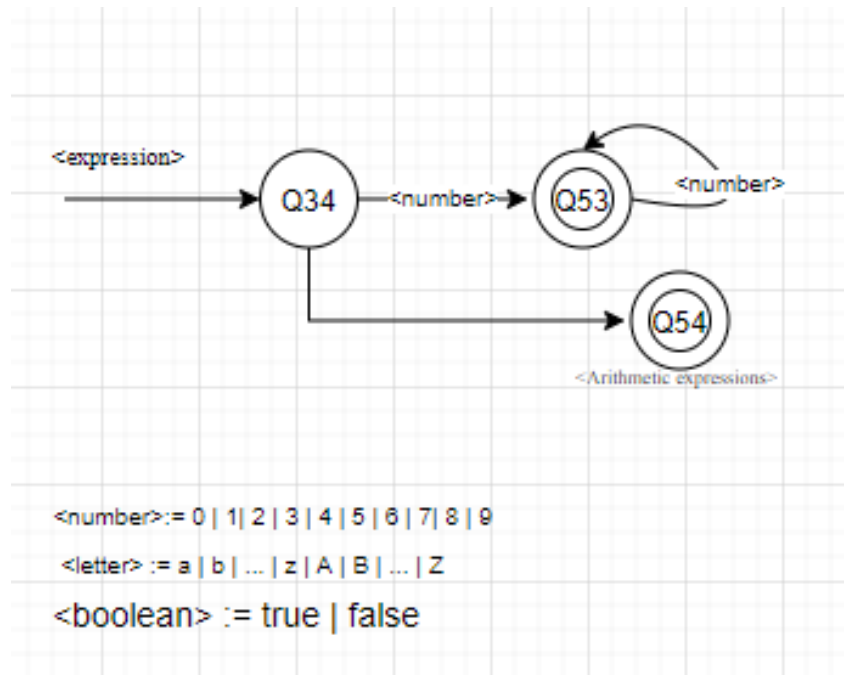 <expression>
Q34
<number>
Q53
<number>
Q54
<Arithmetic expressions>
<number>:= 0 | 1| 2 | 3 | 4 | 5 | 6 | 7| 8 | 9
<letter> := a | b | ... | z | A | B | ... | Z
<boolean> := true | false